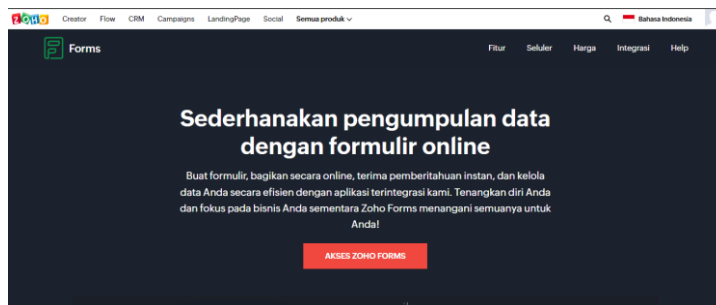 ZOHO Creator Flow CRM Campaigns LandingPage Social Semua produk Bahasa Indonesia
Forms Fitur Seluler Harga Integrasi Help
Sederhanakan pengumpulan data
dengan formulir online
Buat formulir, bagikan secara online, terima pemberitahuan instan, dan kelola
data Anda secara efisien dengan aplikasi terintegrasi kami. Tenangkan diri Anda
dan fokus pada bisnis Anda sementara Zoho Forms menangani semuanya untuk
Anda!
AKSES ZOHO FORMS